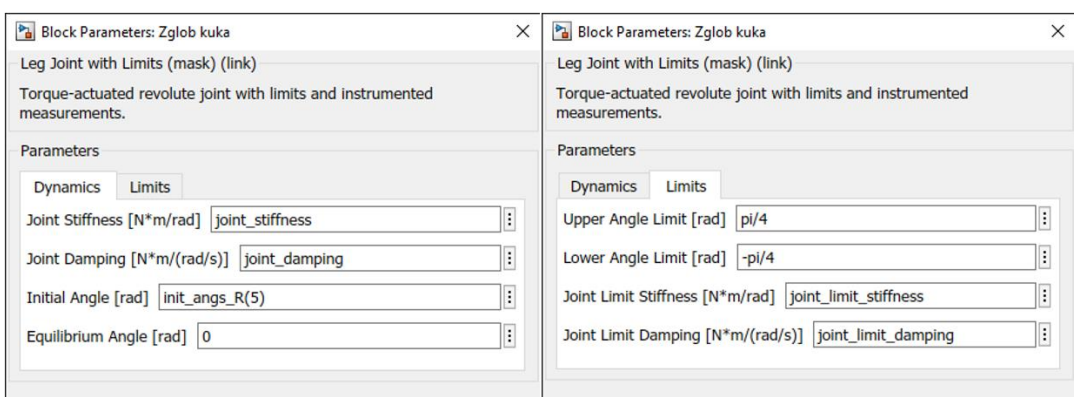 Block Parameters: Zglob kuka
Leg Joint with Limits (mask) (link)
Torque-actuated revolute joint with limits and instrumented
measurements.
Parameters
Dynamics Limits
Joint Stiffness [N*m/rad] joint_stiffness
Joint Damping [N*m/(rad/s)] joint_damping
Initial Angle [rad] init_angs_R(5)
Equilibrium Angle [rad] 0
Block Parameters: Zglob kuka
Leg Joint with Limits (mask) (link)
Torque-actuated revolute joint with limits and instrumented
measurements.
Parameters
Dynamics Limits
Upper Angle Limit [rad] pi/4
Lower Angle Limit [rad] -pi/4
Joint Limit Stiffness [N*m/rad] joint_limit_stiffness
Joint Limit Damping [N*m/(rad/s)] joint_limit_damping